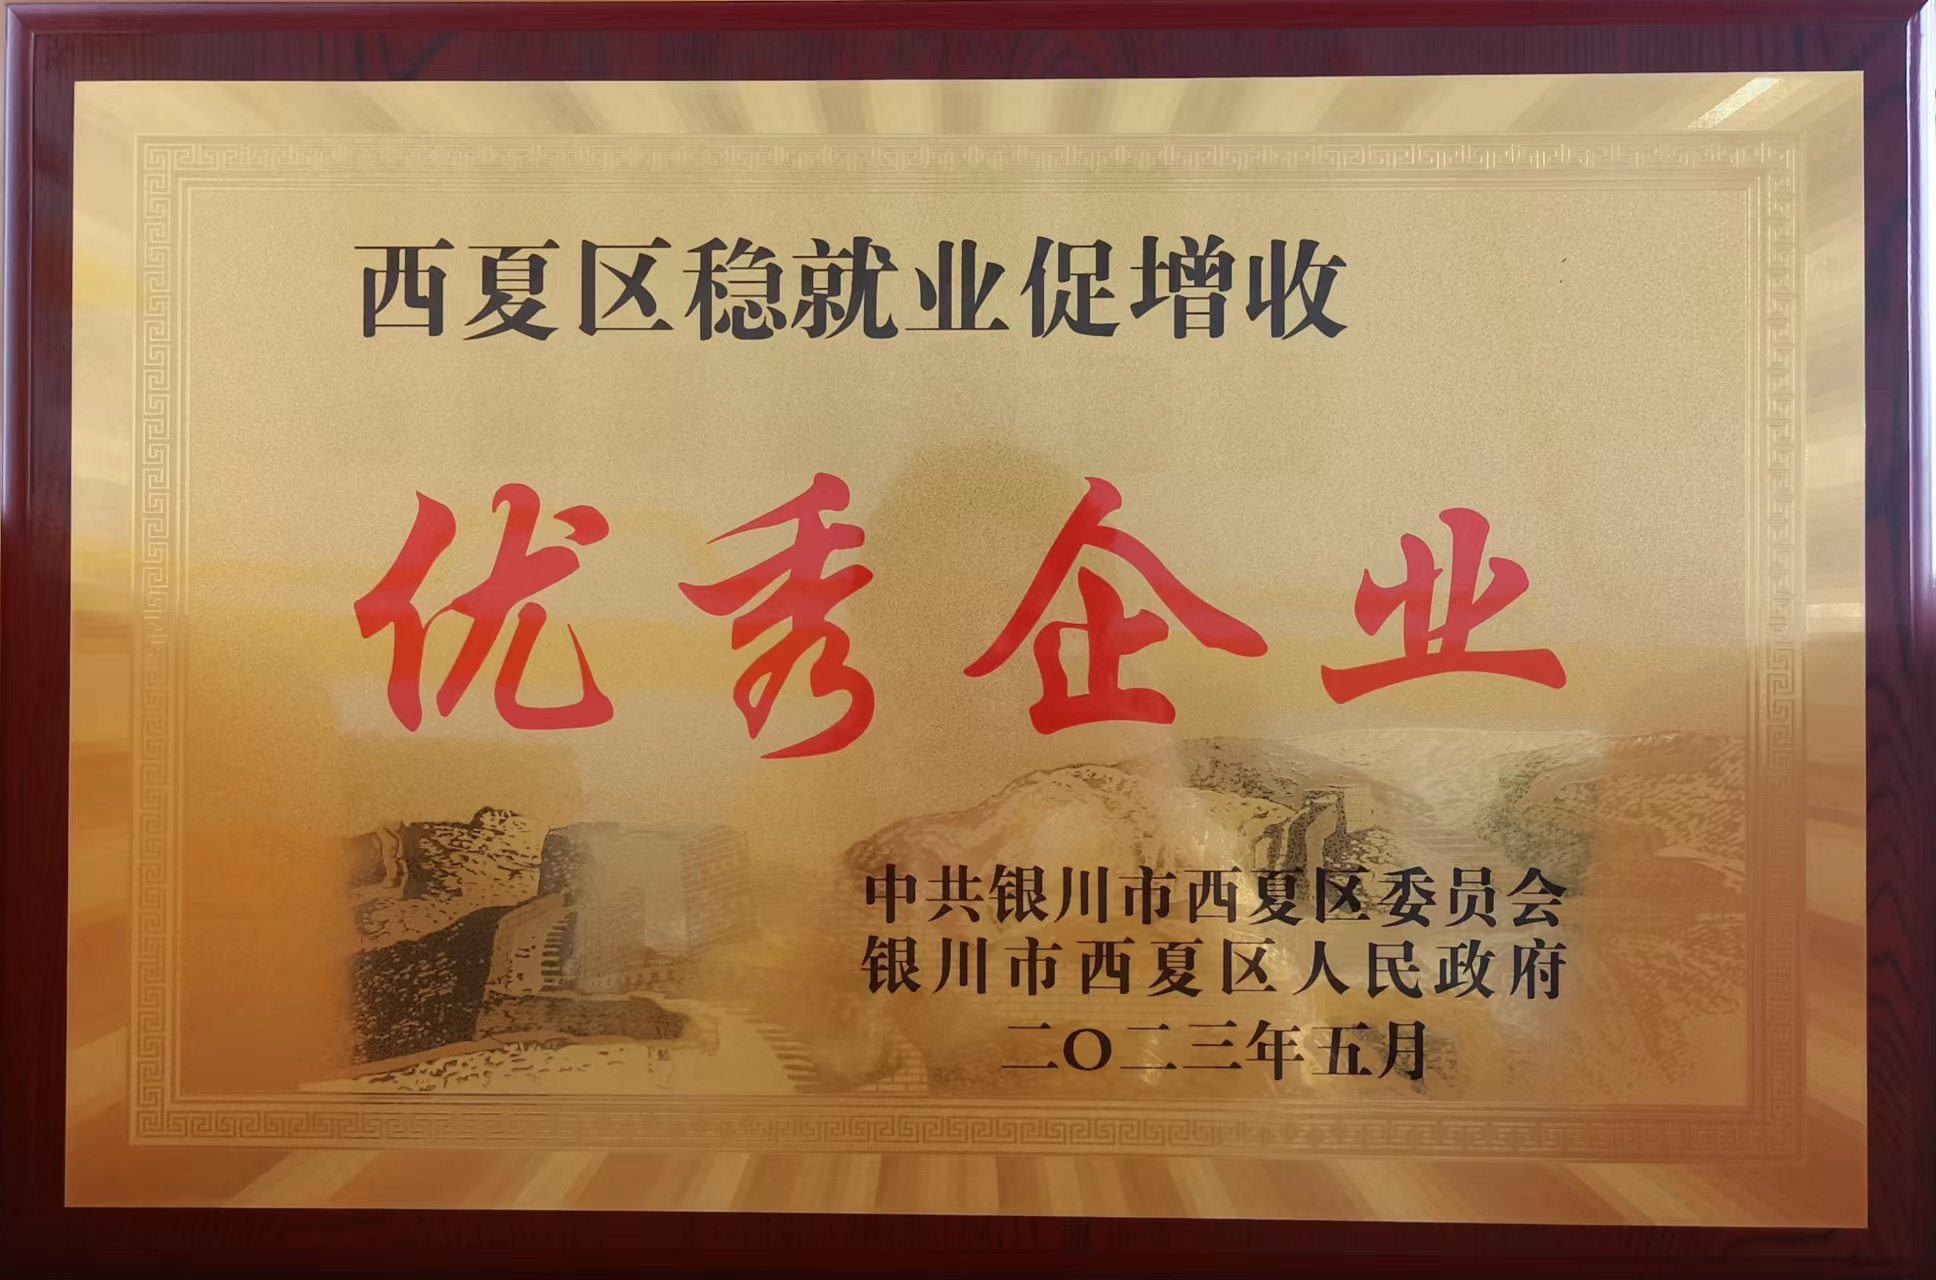 西夏区稳就业促增收
优秀企业
中共银川市西夏区委员会
银川市西夏区人民政府
二〇二三年五月